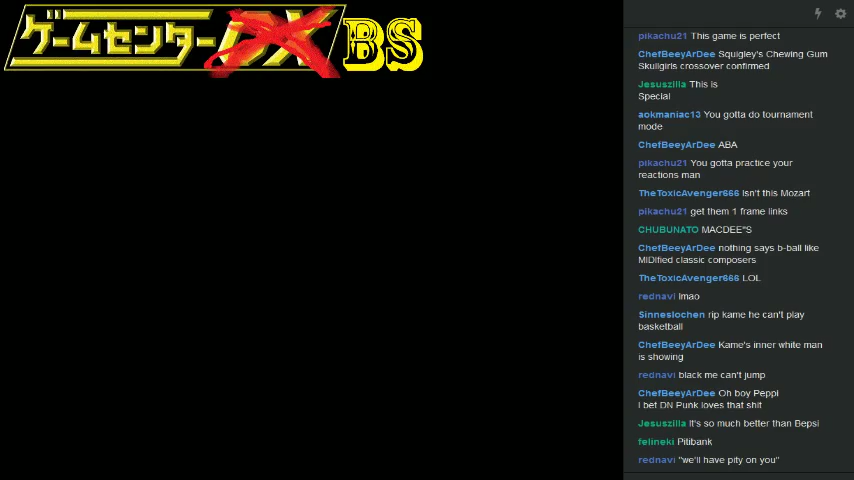 ゲームセンターDX BS
pikachu21 This game is perfect
ChefBeeyArDee Squigley's Chewing Gum
Skullgirls crossover confirmed
Jesuszilla This is
Special
aokmaniac13 You gotta do tournament
mode
ChefBeeyArDee ABA
pikachu21 You gotta practice your
reactions man
TheToxicAvenger666 Isn't this Mozart
pikachu21 get them 1 frame links
CHUBUNATO MACDEE"S
ChefBeeyArDee nothing says b-ball like
MIDIfied classic composers
TheToxicAvenger666 LOL
rednavi lmao
Sinneslochen rip kame he can't play
basketball
ChefBeeyArDee Kame's inner white man
is showing
rednavi black me can't jump
ChefBeeyArDee Oh boy Peppi
I bet DN Punk loves that shit
Jesuszilla It's so much better than Bepsi
felineki Pitibank
rednavi "we'll have pity on you"